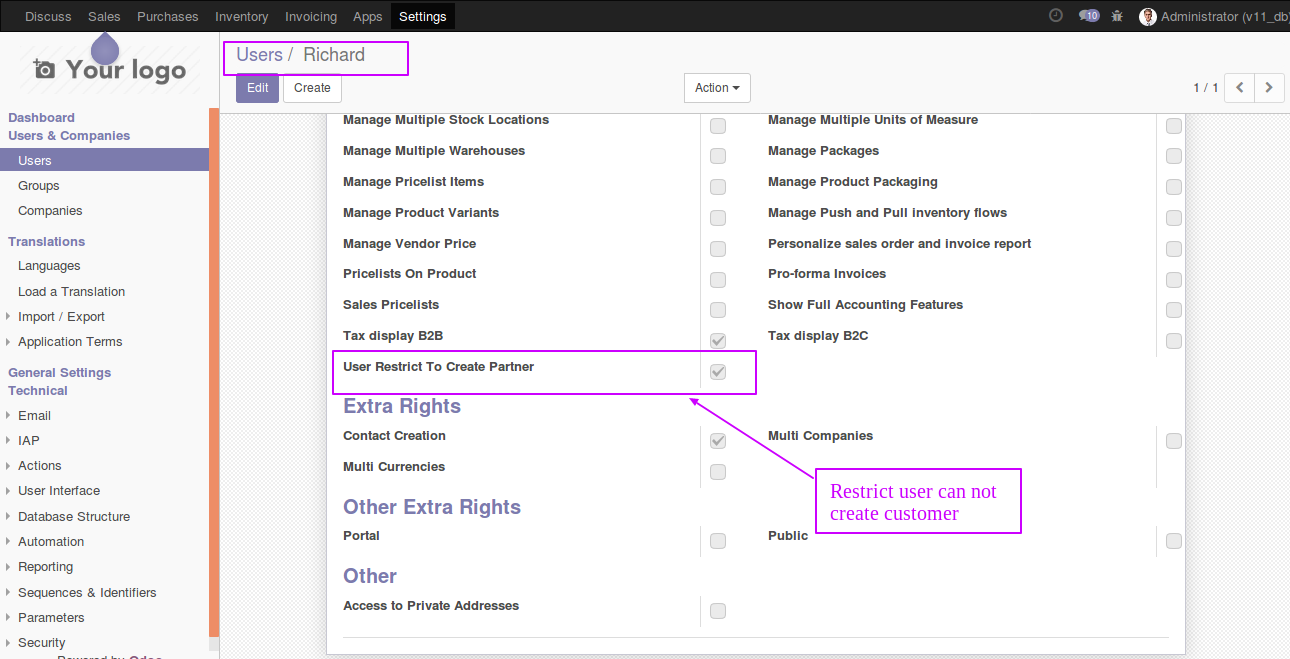 Discuss Sales Purchases Inventory Invoicing Apps Settings 10 Administrator (v11_db)
Your logo
Users / Richard
Edit Create Action 1 / 1
Dashboard
Users & Companies
Users
Groups
Companies
Translations
Languages
Load a Translation
Import / Export
Application Terms
General Settings
Technical
Email
IAP
Actions
User Interface
Database Structure
Automation
Reporting
Sequences & Identifiers
Parameters
Security
Powered by Odoo
Manage Multiple Stock Locations Manage Multiple Units of Measure
Manage Multiple Warehouses Manage Packages
Manage Pricelist Items Manage Product Packaging
Manage Product Variants Manage Push and Pull inventory flows
Manage Vendor Price Personalize sales order and invoice report
Pricelists On Product Pro-forma Invoices
Sales Pricelists Show Full Accounting Features
Tax display B2B Tax display B2C
User Restrict To Create Partner
Extra Rights
Contact Creation Multi Companies
Multi Currencies
Restrict user can not
create customer
Other Extra Rights
Portal Public
Other
Access to Private Addresses